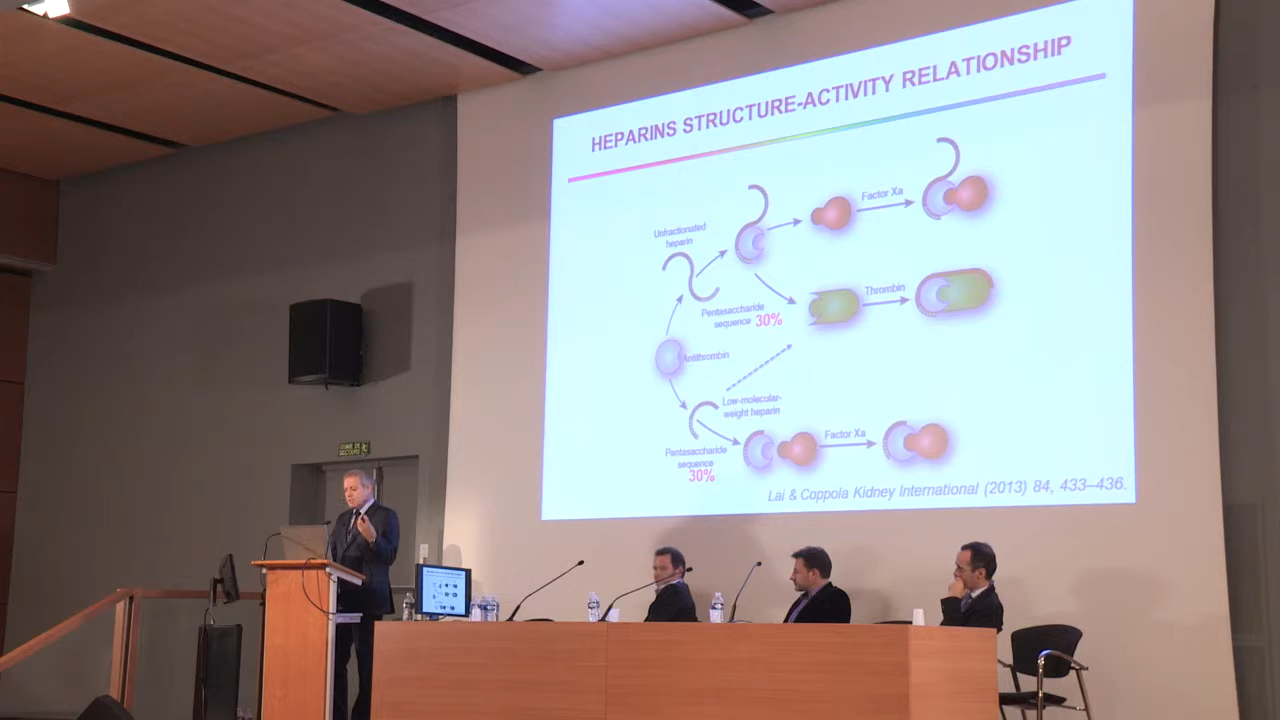 HEPARINS STRUCTURE-ACTIVITY RELATIONSHIP
Factor Xa
Unfractionated
heparin
Thrombin
Pentasaccharide
sequence 30%
Antithrombin
Low-molecular-
weight heparin
Factor Xa
Pentasaccharide
sequence
30%
Lai & Coppola Kidney International (2013) 84, 433–436.